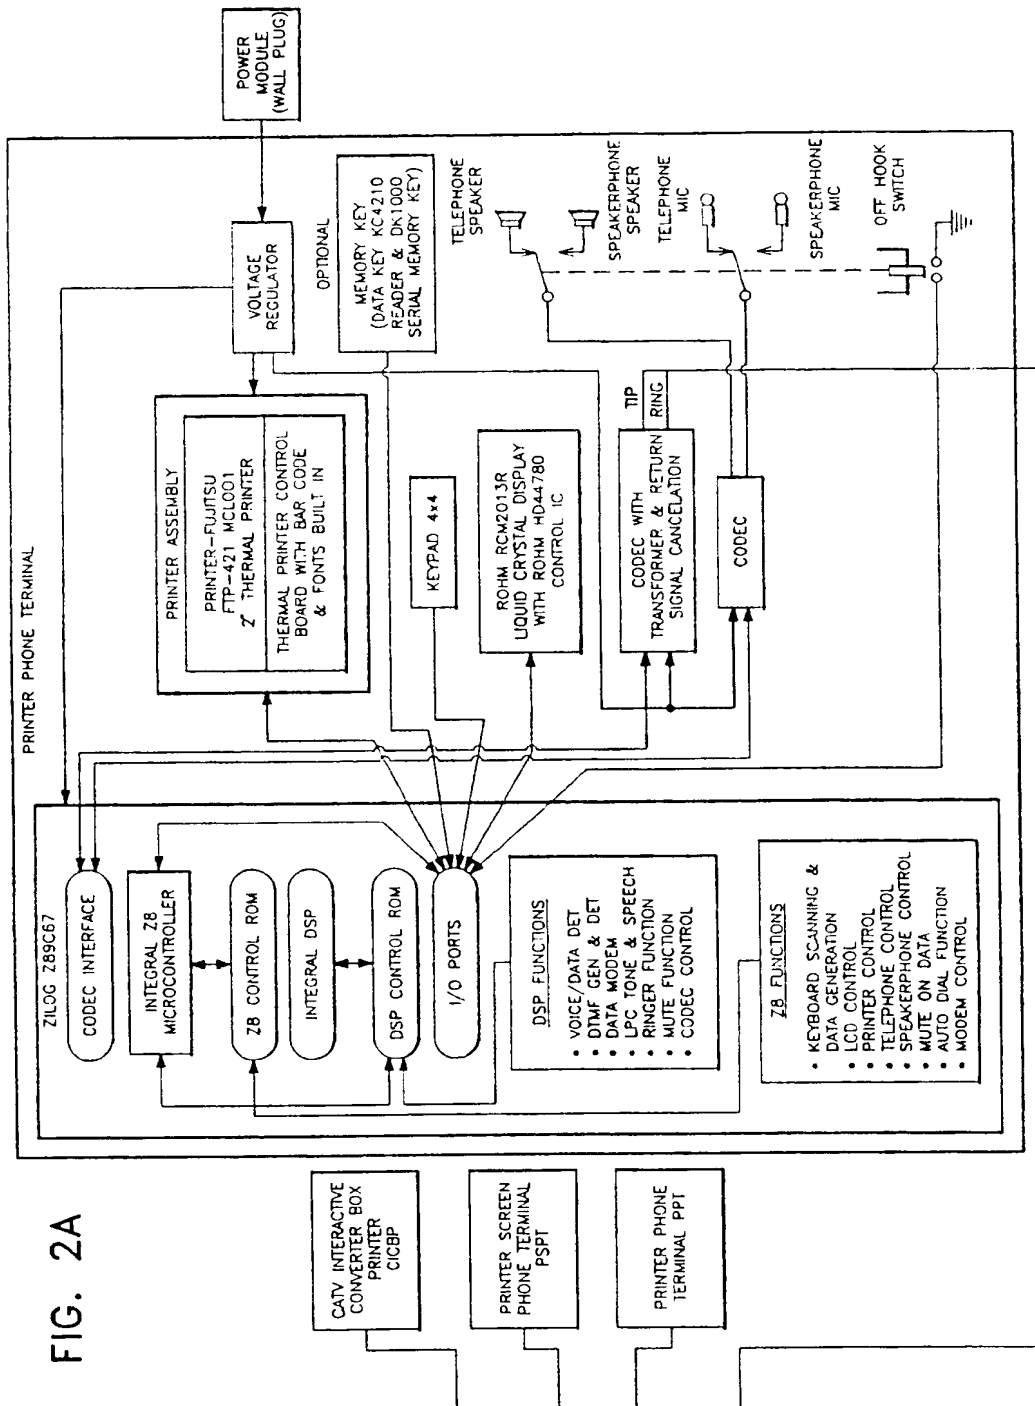 FIG. 2A
PRINTER PHONE TERMINAL
POWER
MODULE
(WALL PLUG)
ZILOG Z89C67
CODEC INTERFACE
INTEGRAL Z8
MICROCONTROLLER
Z8 CONTROL ROM
INTEGRAL DSP
DSP CONTROL ROM
I/O PORTS
DSP FUNCTIONS
• VOICE/DATA DET
• DTMF GEN & DET
• DATA MODEM
• LPC TONE & SPEECH
• RINGER FUNCTION
• MUTE FUNCTION
• CODEC CONTROL
Z8 FUNCTIONS
• KEYBOARD SCANNING &
DATA GENERATION
• LCD CONTROL
• PRINTER CONTROL
• TELEPHONE CONTROL
• SPEAKERPHONE CONTROL
• MUTE ON DATA
• AUTO DIAL FUNCTION
• MODEM CONTROL
PRINTER ASSEMBLY
PRINTER-FUJITSU
FTP-421 MCL001
2" THERMAL PRINTER
THERMAL PRINTER CONTROL
BOARD WITH BAR CODE
& FONTS BUILT IN
VOLTAGE
REGULATOR
OPTIONAL
MEMORY KEY
(DATA KEY KC4210
READER & DK1000
SERIAL MEMORY KEY)
KEYPAD 4x4
ROHM RCM2013R
LIQUID CRYSTAL DISPLAY
WITH ROHM HD44780
CONTROL IC
CODEC WITH
TRANSFORMER & RETURN
SIGNAL CANCELATION
TIP
RING
CODEC
TELEPHONE
SPEAKER
SPEAKERPHONE
SPEAKER
TELEPHONE
MIC
SPEAKERPHONE
MIC
OFF HOOK
SWITCH
CATV INTERACTIVE
CONVERTER BOX
PRINTER
CICBP
PRINTER SCREEN
PHONE TERMINAL
PSPT
PRINTER PHONE
TERMINAL PPT